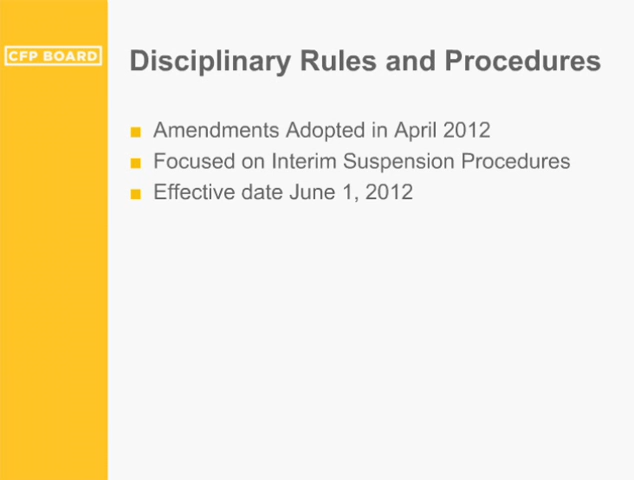 CFP BOARD
Disciplinary Rules and Procedures
Amendments Adopted in April 2012
Focused on Interim Suspension Procedures
Effective date June 1, 2012